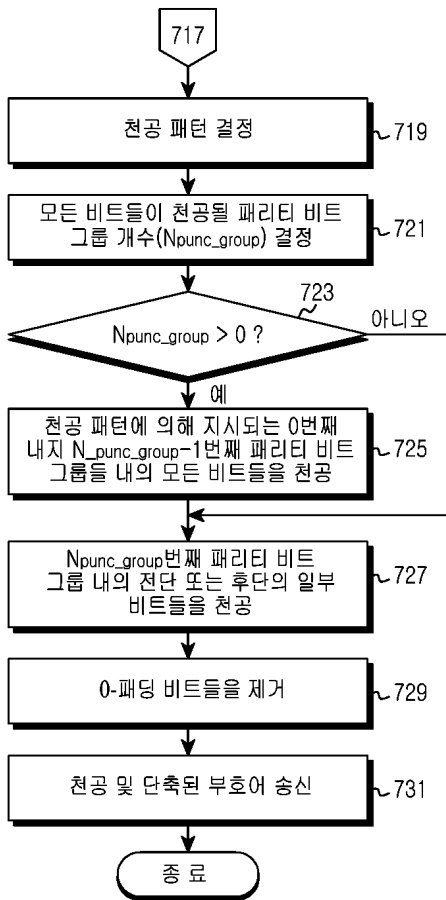 717
천공 패턴 결정
719
모든 비트들이 천공될 패리티 비트
그룹 개수(Npunc_group) 결정
721
723
Npunc_group > 0 ?
아니오
예
천공 패턴에 의해 지시되는 0번째
내지 N_punc_group-1번째 패리티 비트
그룹들 내의 모든 비트들을 천공
725
Npunc_group번째 패리티 비트
그룹 내의 전단 또는 후단의 일부
비트들을 천공
727
0-패딩 비트들을 제거
729
천공 및 단축된 부호어 송신
731
종 료